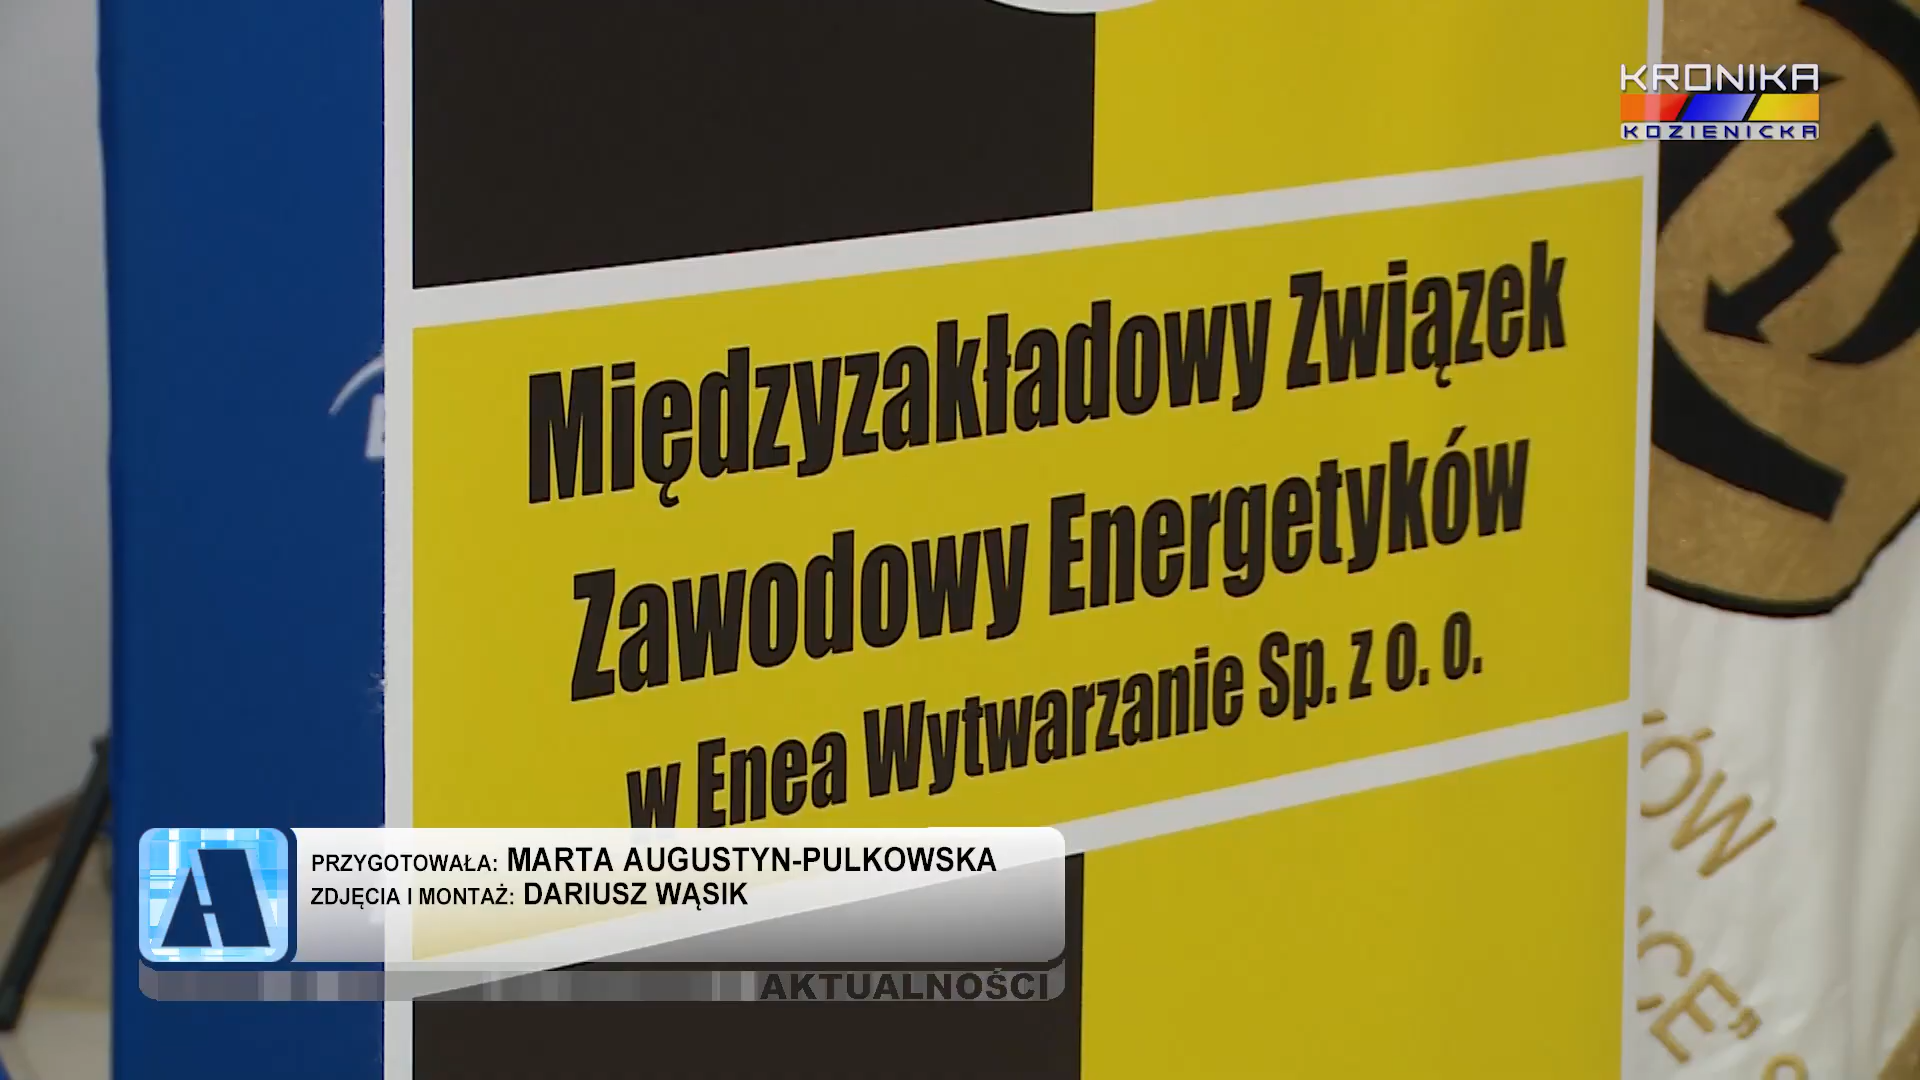 KRONIKA
KOZIENICKA
Międzyzakładowy Związek
Zawodowy Energetyków
w Enea Wytwarzanie Sp. z o. o.
PRZYGOTOWAŁA: MARTA AUGUSTYN-PULKOWSKA
ZDJĘCIA I MONTAŻ: DARIUSZ WĄSIK
AKTUALNOŚCI